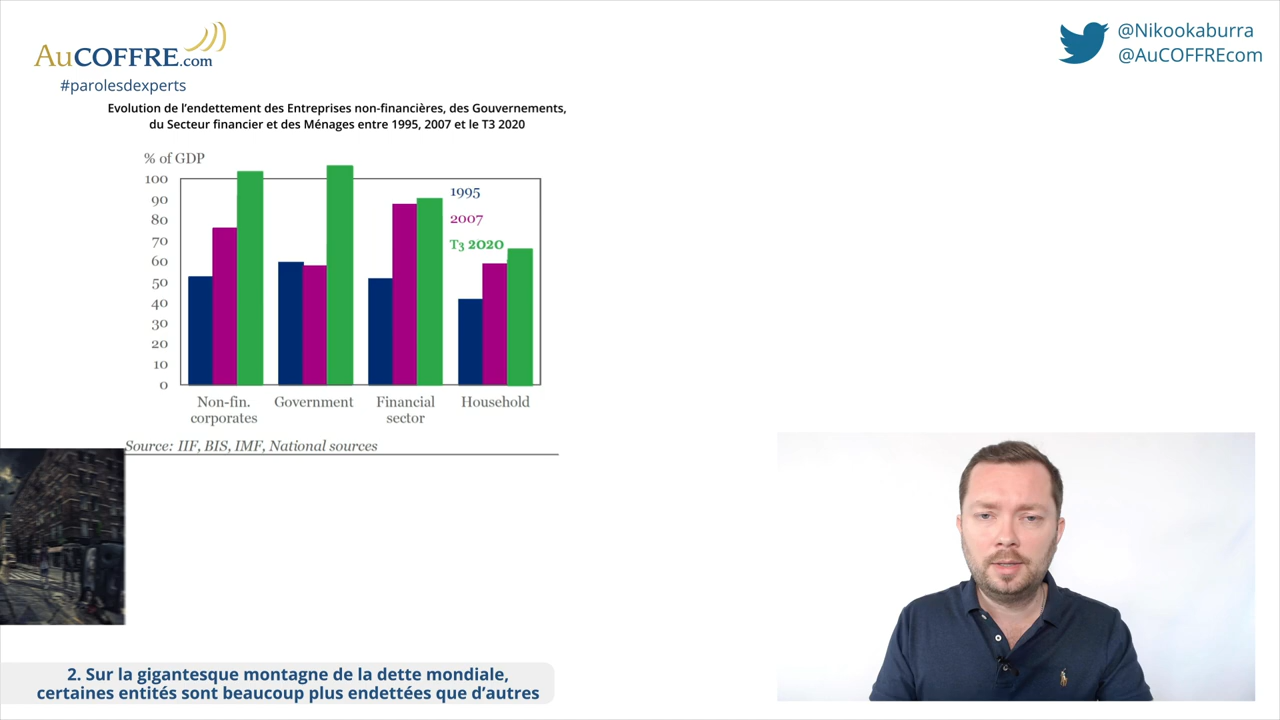 AuCOFFRE.com
#parolesdexperts
@Nikookaburra
@AuCOFFREcom
Evolution de l'endettement des Entreprises non-financières, des Gouvernements,
du Secteur financier et des Ménages entre 1995, 2007 et le T3 2020
% of GDP
100
90
80
70
60
50
40
30
20
10
0
1995
2007
T3 2020
Non-fin.
corporates
Government
Financial
sector
Household
Source: IIF, BIS, IMF, National sources
2. Sur la gigantesque montagne de la dette mondiale,
certaines entités sont beaucoup plus endettées que d'autres